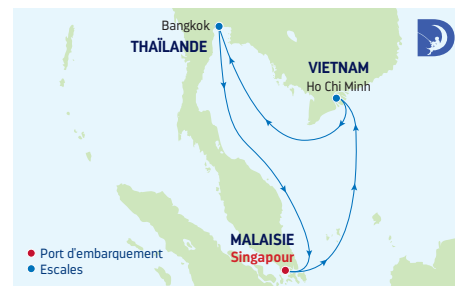 Bangkok
THAÏLANDE
VIETNAM
Ho Chi Minh
MALAISIE
Singapour
Port d'embarquement
Escales